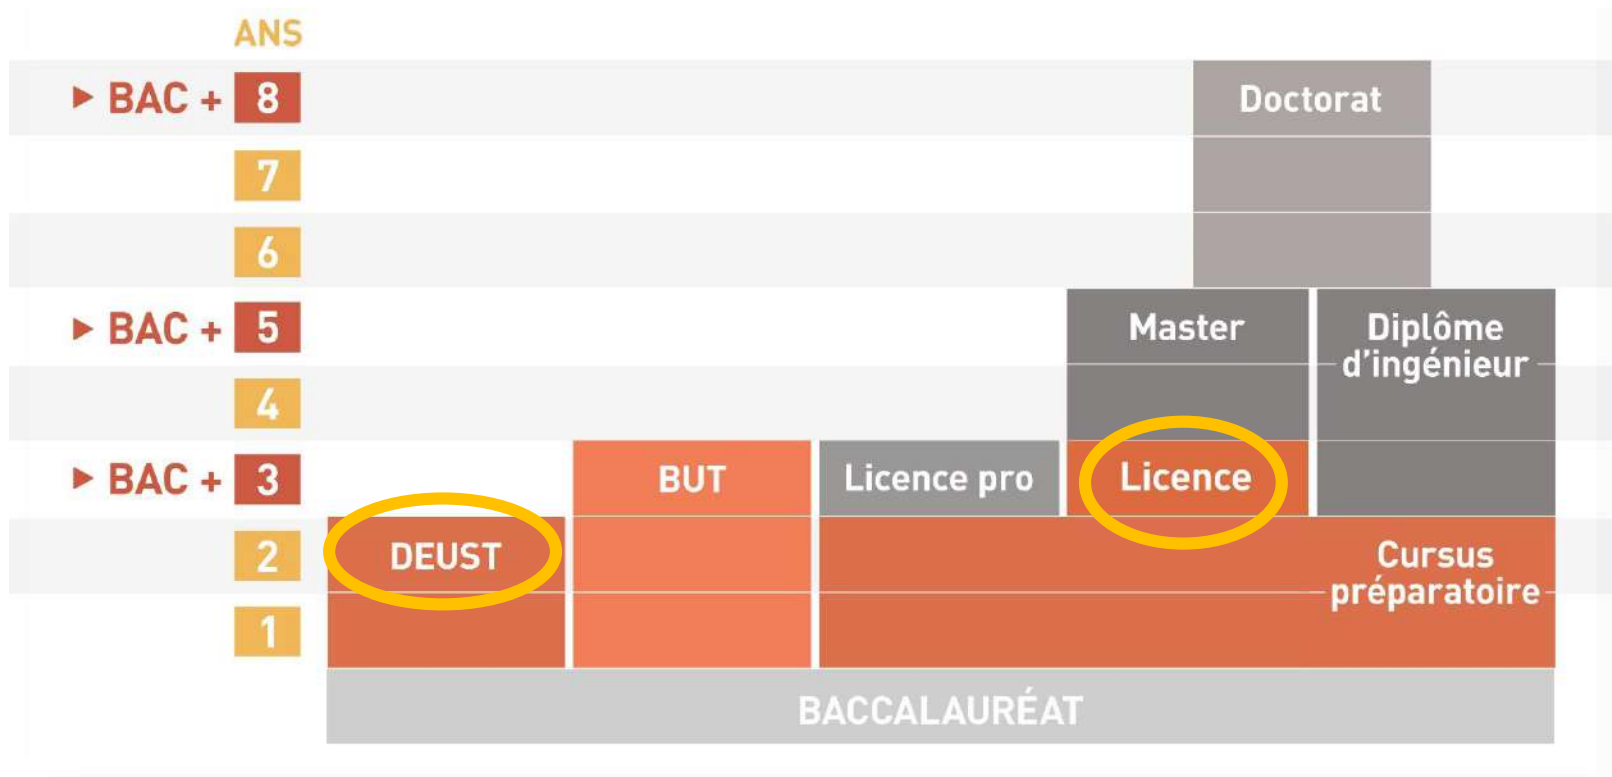 ANS
► BAC + 8
Doctorat
7
6
► BAC + 5
Master
Diplôme
d'ingénieur
4
► BAC + 3
BUT
Licence pro
Licence
2
DEUST
Cursus
préparatoire
1
BACCALAURÉAT